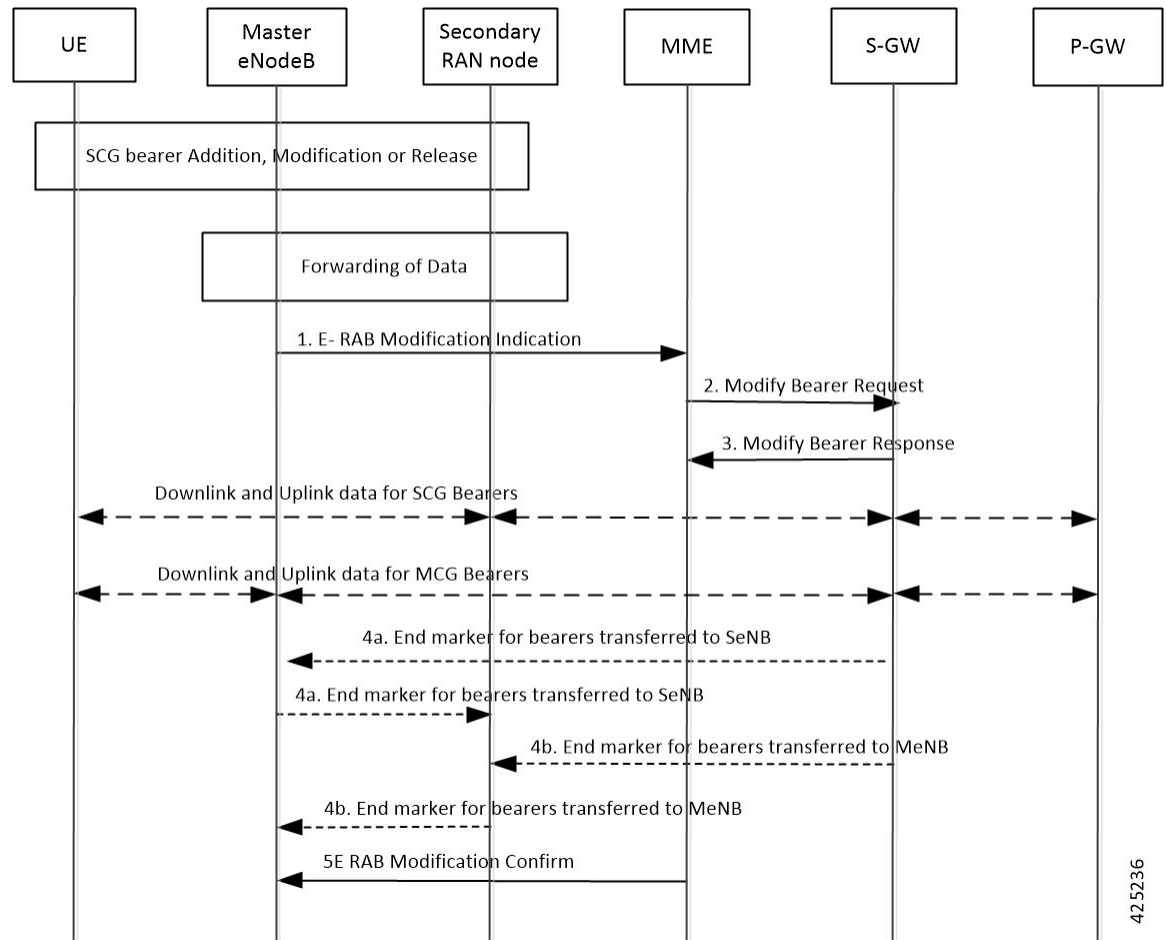 UE
Master
eNodeB
Secondary
RAN node
MME
S-GW
P-GW
SCG bearer Addition, Modification or Release
Forwarding of Data
1. E- RAB Modification Indication
2. Modify Bearer Request
3. Modify Bearer Response
Downlink and Uplink data for SCG Bearers
Downlink and Uplink data for MCG Bearers
4a. End marker for bearers transferred to SeNB
4a. End marker for bearers transferred to SeNB
4b. End marker for bearers transferred to MeNB
4b. End marker for bearers transferred to MeNB
5E RAB Modification Confirm
425236